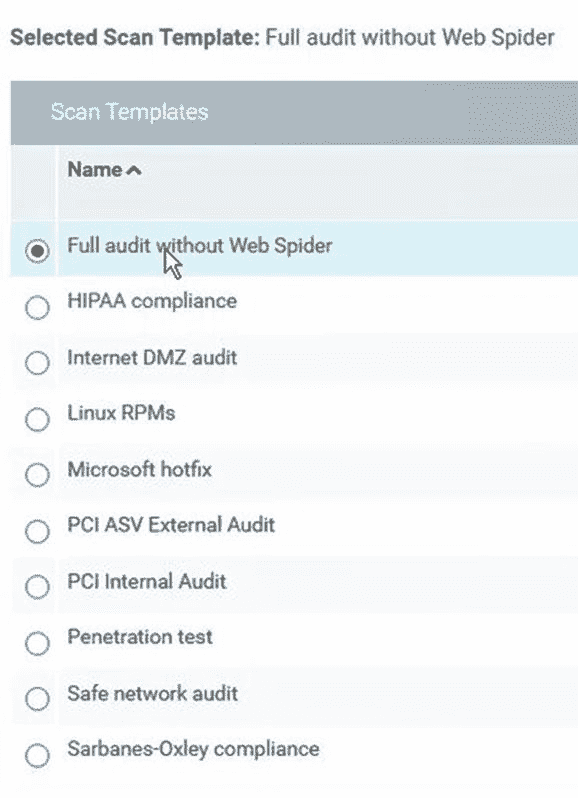 Selected Scan Template: Full audit without Web Spider
Scan Templates
Name
Full audit without Web Spider
HIPAA compliance
Internet DMZ audit
Linux RPMs
Microsoft hotfix
PCI ASV External Audit
PCI Internal Audit
Penetration test
Safe network audit
Sarbanes-Oxley compliance